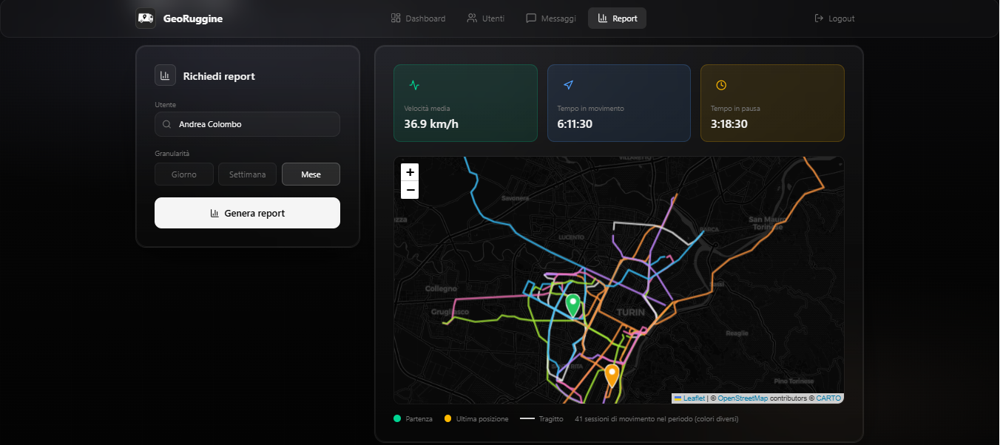 GeoRuggine
Dashboard
Utenti
Messaggi
Report
Logout
Richiedi report
Utente
Andrea Colombo
Granularità
Giorno
Settimana
Mese
Genera report
Velocità media
36.9 km/h
Tempo in movimento
6:11:30
Tempo in pausa
3:18:30
+
−
VILLARETTO
Savonera
San Mauro
Torinese
BARCA
LUCENTO
Collegno
Grugliasco
TURIN
Reaglie
Pino Torinese
Leaflet | © OpenStreetMap contributors © CARTO
Partenza
Ultima posizione
Tragitto
41 sessioni di movimento nel periodo (colori diversi)